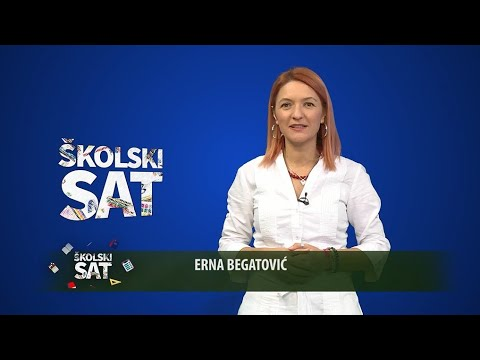 ŠKOLSKI
SAT
ŠKOLSKI
SAT
ERNA BEGATOVIĆ